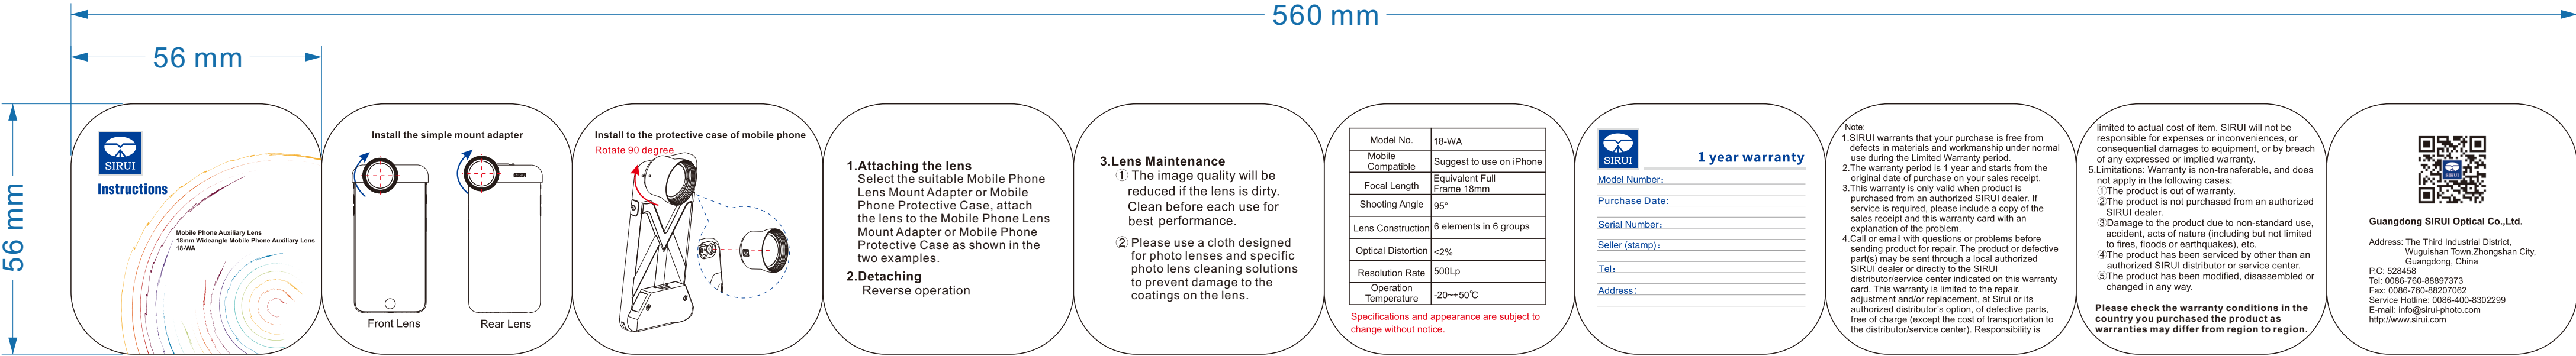 560 mm
56 mm
56 mm
SIRUI
Instructions
Mobile Phone Auxiliary Lens
18mm Wideangle Mobile Phone Auxiliary Lens
18-WA
Install the simple mount adapter
Front Lens
Rear Lens
Install to the protective case of mobile phone
Rotate 90 degree
1.Attaching the lens
Select the suitable Mobile Phone
Lens Mount Adapter or Mobile
Phone Protective Case, attach
the lens to the Mobile Phone Lens
Mount Adapter or Mobile Phone
Protective Case as shown in the
two examples.
2.Detaching
Reverse operation
3.Lens Maintenance
① The image quality will be
reduced if the lens is dirty.
Clean before each use for
best performance.
② Please use a cloth designed
for photo lenses and specific
photo lens cleaning solutions
to prevent damage to the
coatings on the lens.
Model No. 18-WA
Mobile
Compatible Suggest to use on iPhone
Focal Length Equivalent Full
Frame 18mm
Shooting Angle 95°
Lens Construction 6 elements in 6 groups
Optical Distortion <2%
Resolution Rate 500Lp
Operation
Temperature -20~+50℃
Specifications and appearance are subject to
change without notice.
SIRUI
1 year warranty
Model Number：
Purchase Date:
Serial Number：
Seller (stamp)：
Tel：
Address：
Note:
1.SIRUI warrants that your purchase is free from
defects in materials and workmanship under normal
use during the Limited Warranty period.
2.The warranty period is 1 year and starts from the
original date of purchase on your sales receipt.
3.This warranty is only valid when product is
purchased from an authorized SIRUI dealer. If
service is required, please include a copy of the
sales receipt and this warranty card with an
explanation of the problem.
4.Call or email with questions or problems before
sending product for repair. The product or defective
part(s) may be sent through a local authorized
SIRUI dealer or directly to the SIRUI
distributor/service center indicated on this warranty
card. This warranty is limited to the repair,
adjustment and/or replacement, at Sirui or its
authorized distributor's option, of defective parts,
free of charge (except the cost of transportation to
the distributor/service center). Responsibility is
limited to actual cost of item. SIRUI will not be
responsible for expenses or inconveniences, or
consequential damages to equipment, or by breach
of any expressed or implied warranty.
5.Limitations: Warranty is non-transferable, and does
not apply in the following cases:
①The product is out of warranty.
②The product is not purchased from an authorized
SIRUI dealer.
③Damage to the product due to non-standard use,
accident, acts of nature (including but not limited
to fires, floods or earthquakes), etc.
④The product has been serviced by other than an
authorized SIRUI distributor or service center.
⑤The product has been modified, disassembled or
changed in any way.
Please check the warranty conditions in the
country you purchased the product as
warranties may differ from region to region.
SIRUI
Guangdong SIRUI Optical Co.,Ltd.
Address: The Third Industrial District,
Wuguishan Town,Zhongshan City,
Guangdong, China
P.C: 528458
Tel: 0086-760-88897373
Fax: 0086-760-88207062
Service Hotline: 0086-400-8302299
E-mail: info@sirui-photo.com
http://www.sirui.com